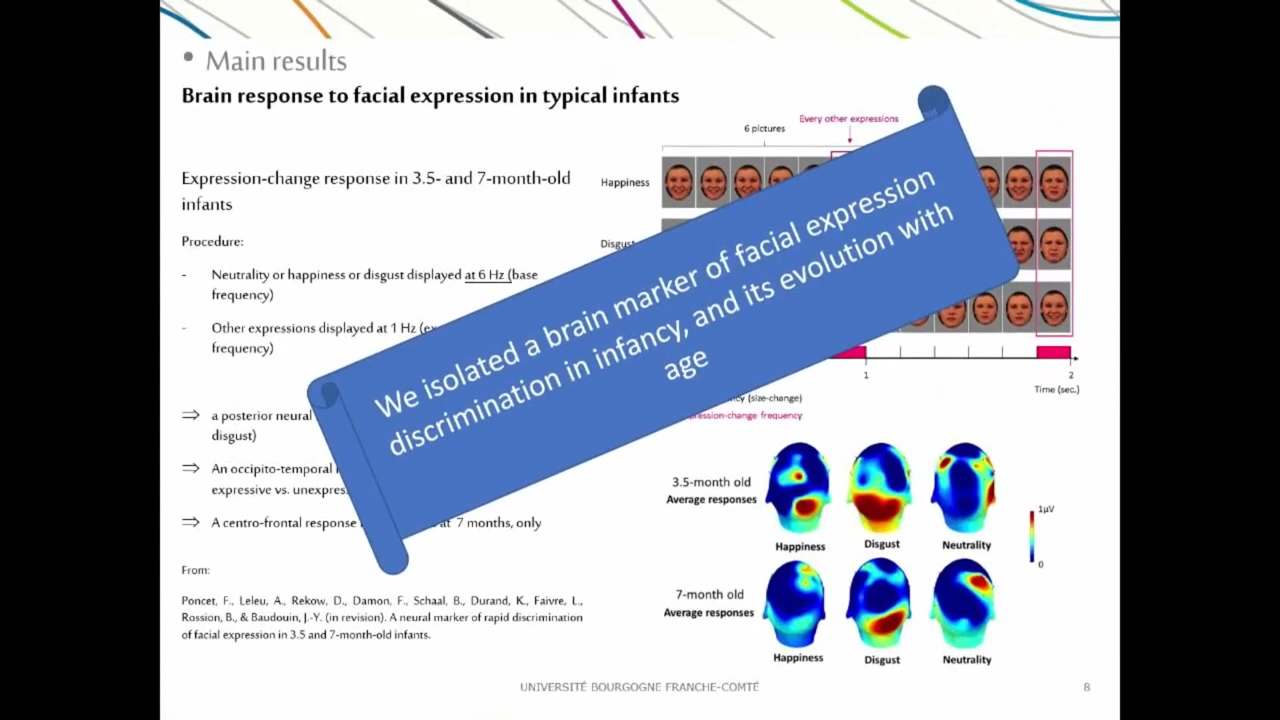 • Main results
Brain response to facial expression in typical infants
Expression-change response in 3.5- and 7-month-old
infants
Procedure:
- Neutrality or happiness or disgust displayed at 6 Hz (base
frequency)
- Other expressions displayed at 1 Hz
frequency)
⇒ a posterior neural
disgust)
⇒ An occipito-temporal
expressive vs.
⇒ A centro-frontal response at 7 months, only
From:
Poncet, F., Leleu, A., Rekow, D., Damon, F., Schaal, B., Durand, K., Faivre, L.,
Rossion, B., & Baudouin, J.-Y. (in revision). A neural marker of rapid discrimination
of facial expression in 3.5 and 7-month-old infants.
Every other expressions
6 pictures
Happiness
Disgust
We isolated a brain marker of facial expression
discrimination in infancy, and its evolution with
age
1 2
Time (sec.)
(size-change)
frequency
3.5-month old
Average responses
Happiness Disgust Neutrality
1µV
0
7-month old
Average responses
Happiness Disgust Neutrality
UNIVERSITÉ BOURGOGNE FRANCHE-COMTÉ
8